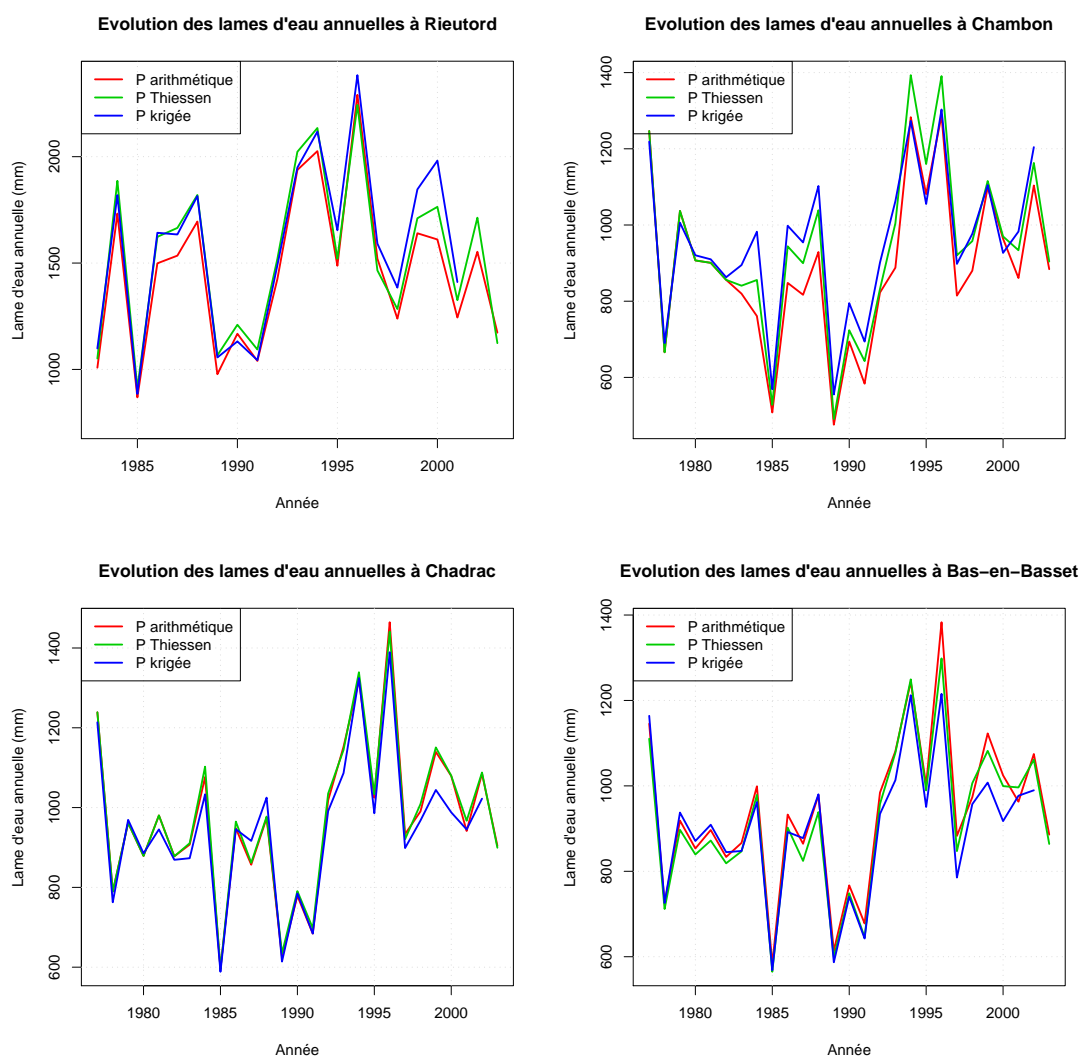 Evolution des lames d'eau annuelles à Rieutord
P arithmétique
P Thiessen
P krigée
Lame d'eau annuelle (mm)
2000
1500
1000
1985
1990
1995
2000
Année
Evolution des lames d'eau annuelles à Chambon
P arithmétique
P Thiessen
P krigée
Lame d'eau annuelle (mm)
1400
1200
1000
800
600
1980
1985
1990
1995
2000
Année
Evolution des lames d'eau annuelles à Chadrac
P arithmétique
P Thiessen
P krigée
Lame d'eau annuelle (mm)
1400
1200
1000
800
600
1980
1985
1990
1995
2000
Année
Evolution des lames d'eau annuelles à Bas−en−Basset
P arithmétique
P Thiessen
P krigée
Lame d'eau annuelle (mm)
1400
1200
1000
800
600
1980
1985
1990
1995
2000
Année